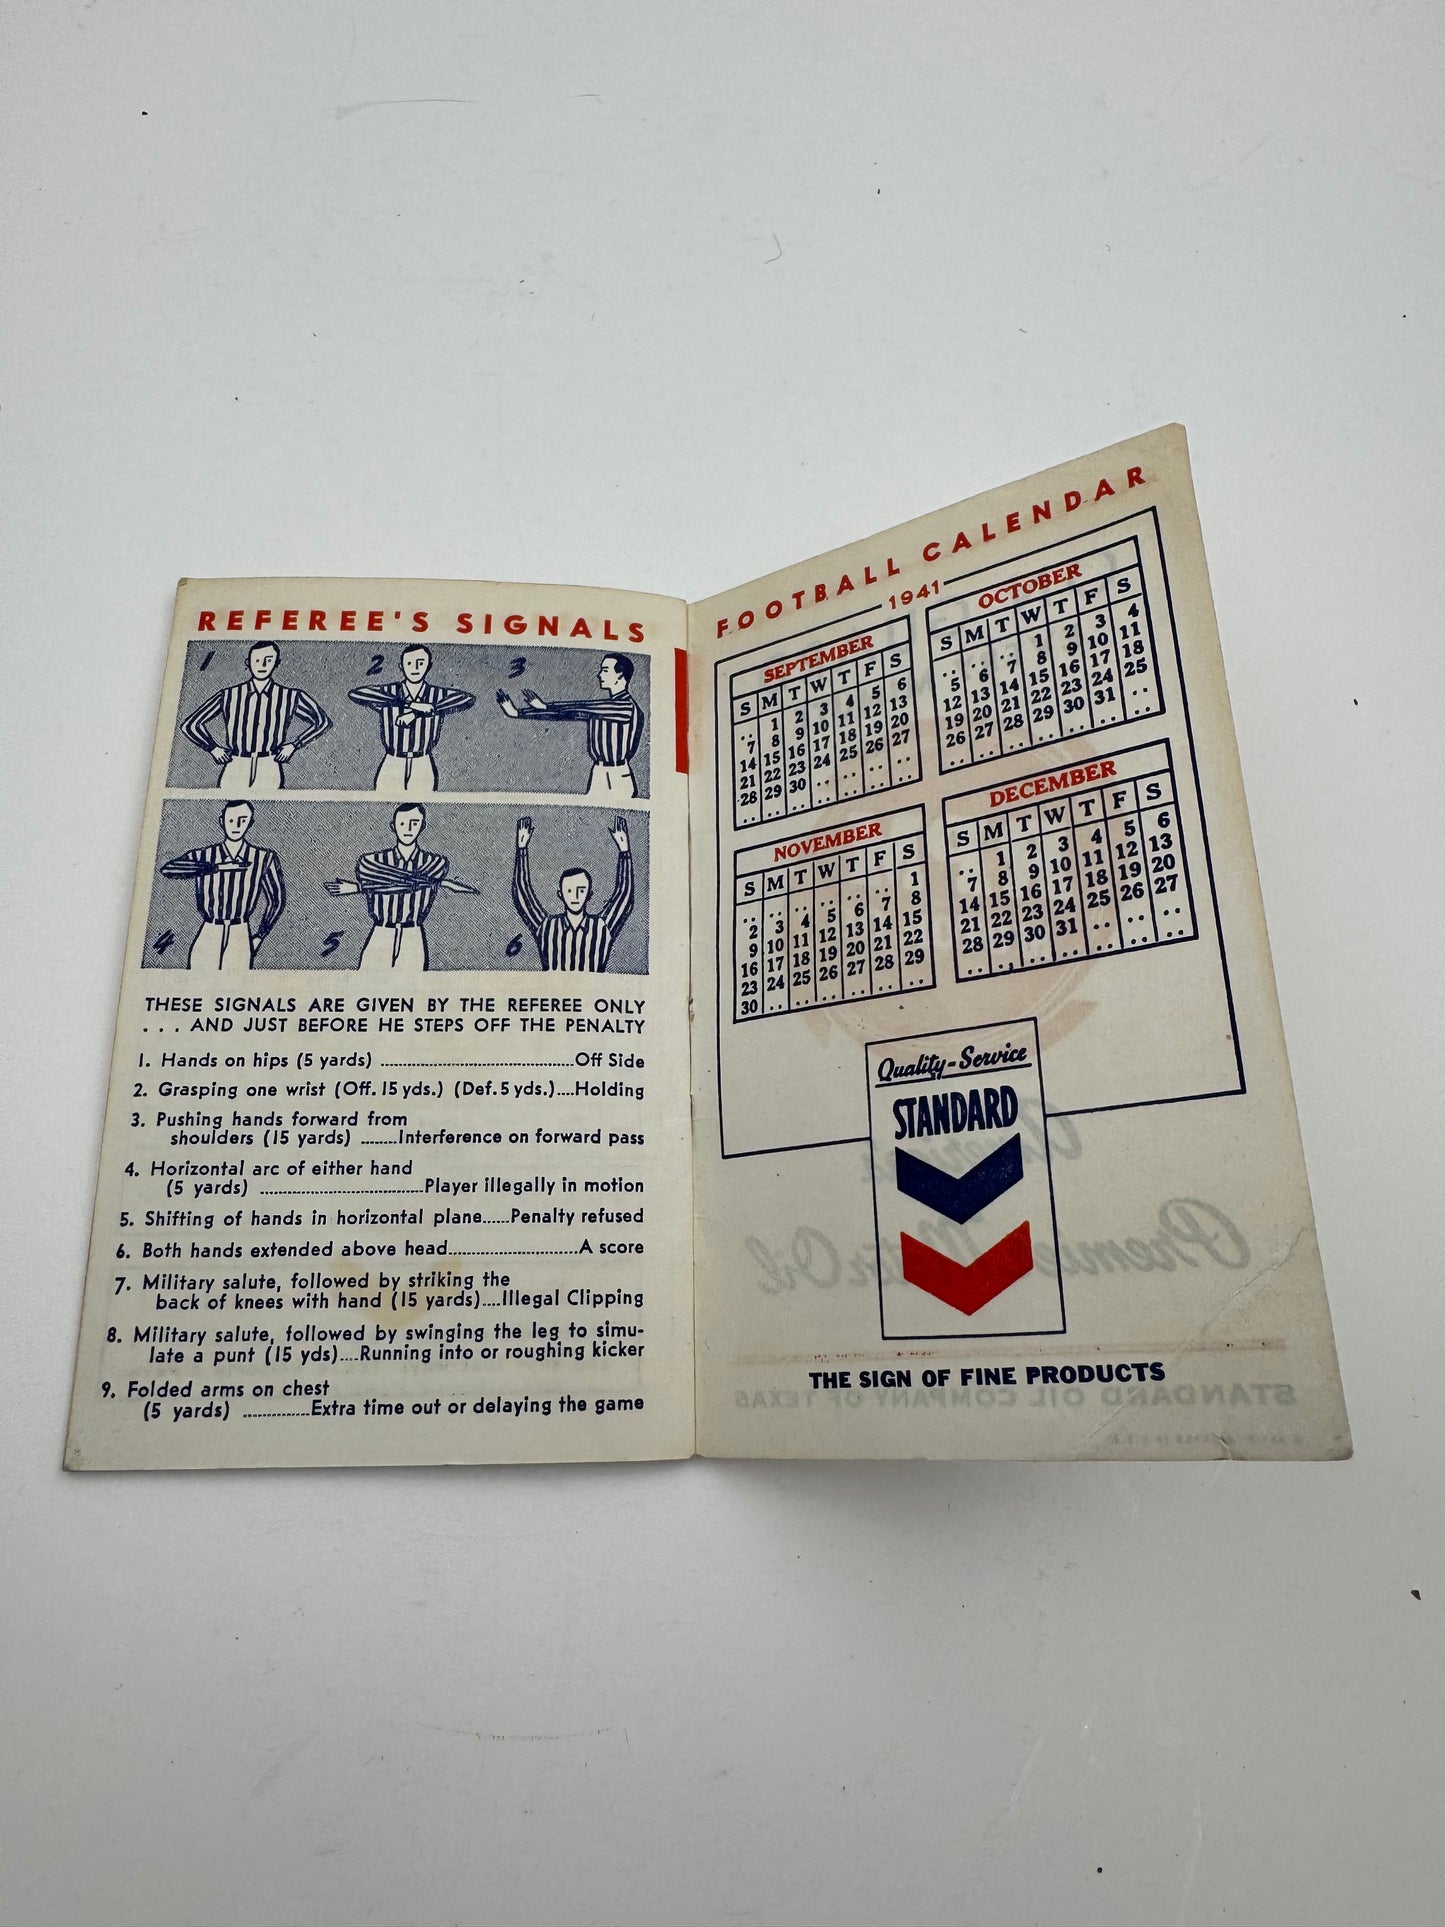 REFEREE'S SIGNALS
1
2
3
4
5
6
THESE SIGNALS ARE GIVEN BY THE REFEREE ONLY
. . . AND JUST BEFORE HE STEPS OFF THE PENALTY
1. Hands on hips (5 yards) ........Off Side
2. Grasping one wrist (Off. 15 yds.) (Def. 5 yds.)....Holding
3. Pushing hands forward from
shoulders (15 yards) ........Interference on forward pass
4. Horizontal arc of either hand
(5 yards) ........Player illegally in motion
5. Shifting of hands in horizontal plane......Penalty refused
6. Both hands extended above head........A score
7. Military salute, followed by striking the
back of knees with hand (15 yards)....Illegal Clipping
8. Military salute, followed by swinging the leg to simu-
late a punt (15 yds)....Running into or roughing kicker
9. Folded arms on chest
(5 yards) ........Extra time out or delaying the game
FOOTBALL CALENDAR
1941
SEPTEMBER
S M T W T F S
.. 1 2 3 4 5 6
7 8 9 10 11 12 13
14 15 16 17 18 19 20
21 22 23 24 25 26 27
28 29 30 .. .. .. ..
.. .. .. .. .. .. ..
OCTOBER
S M T W T F S
.. .. .. 1 2 3 4
5 6 7 8 9 10 11
12 13 14 15 16 17 18
19 20 21 22 23 24 25
26 27 28 29 30 31 ..
.. .. .. .. .. .. ..
NOVEMBER
S M T W T F S
.. .. .. .. .. .. 1
2 3 4 5 6 7 8
9 10 11 12 13 14 15
16 17 18 19 20 21 22
23 24 25 26 27 28 29
30 .. .. .. .. .. ..
DECEMBER
S M T W T F S
.. 1 2 3 4 5 6
7 8 9 10 11 12 13
14 15 16 17 18 19 20
21 22 23 24 25 26 27
28 29 30 31 .. .. ..
.. .. .. .. .. .. ..
Quality-Service
STANDARD
THE SIGN OF FINE PRODUCTS
Premier Motor Oil
STANDARD OIL COMPANY OF TEXAS